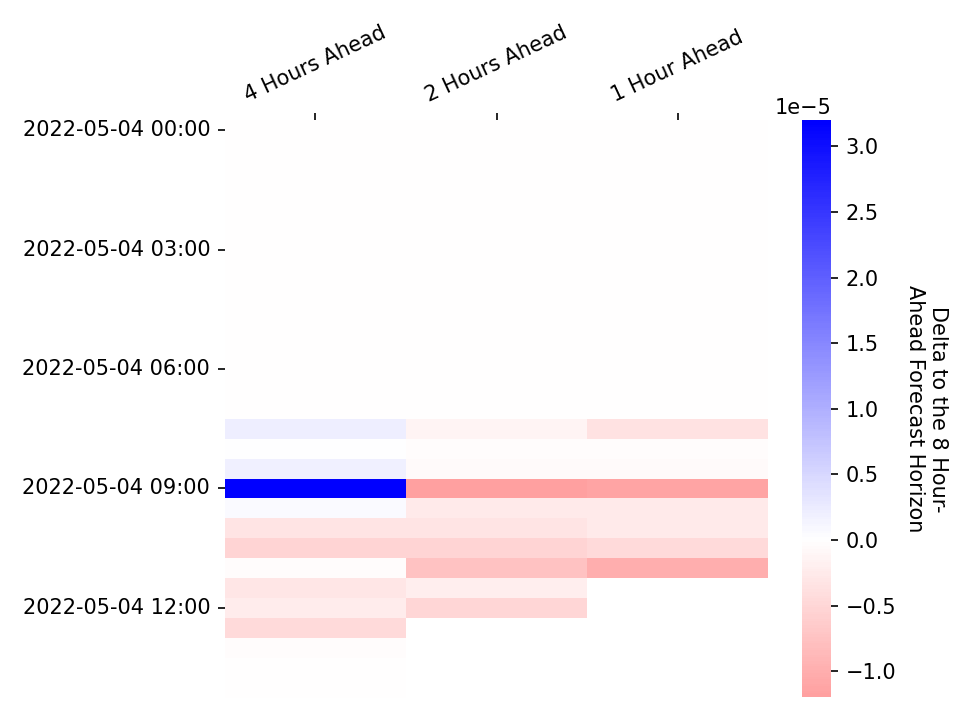 4 Hours Ahead
2 Hours Ahead
1 Hour Ahead
1e−5
2022-05-04 00:00
2022-05-04 03:00
2022-05-04 06:00
2022-05-04 09:00
2022-05-04 12:00
3.0
2.5
2.0
1.5
1.0
0.5
0.0
−0.5
−1.0
Delta to the 8 Hour-
Ahead Forecast Horizon